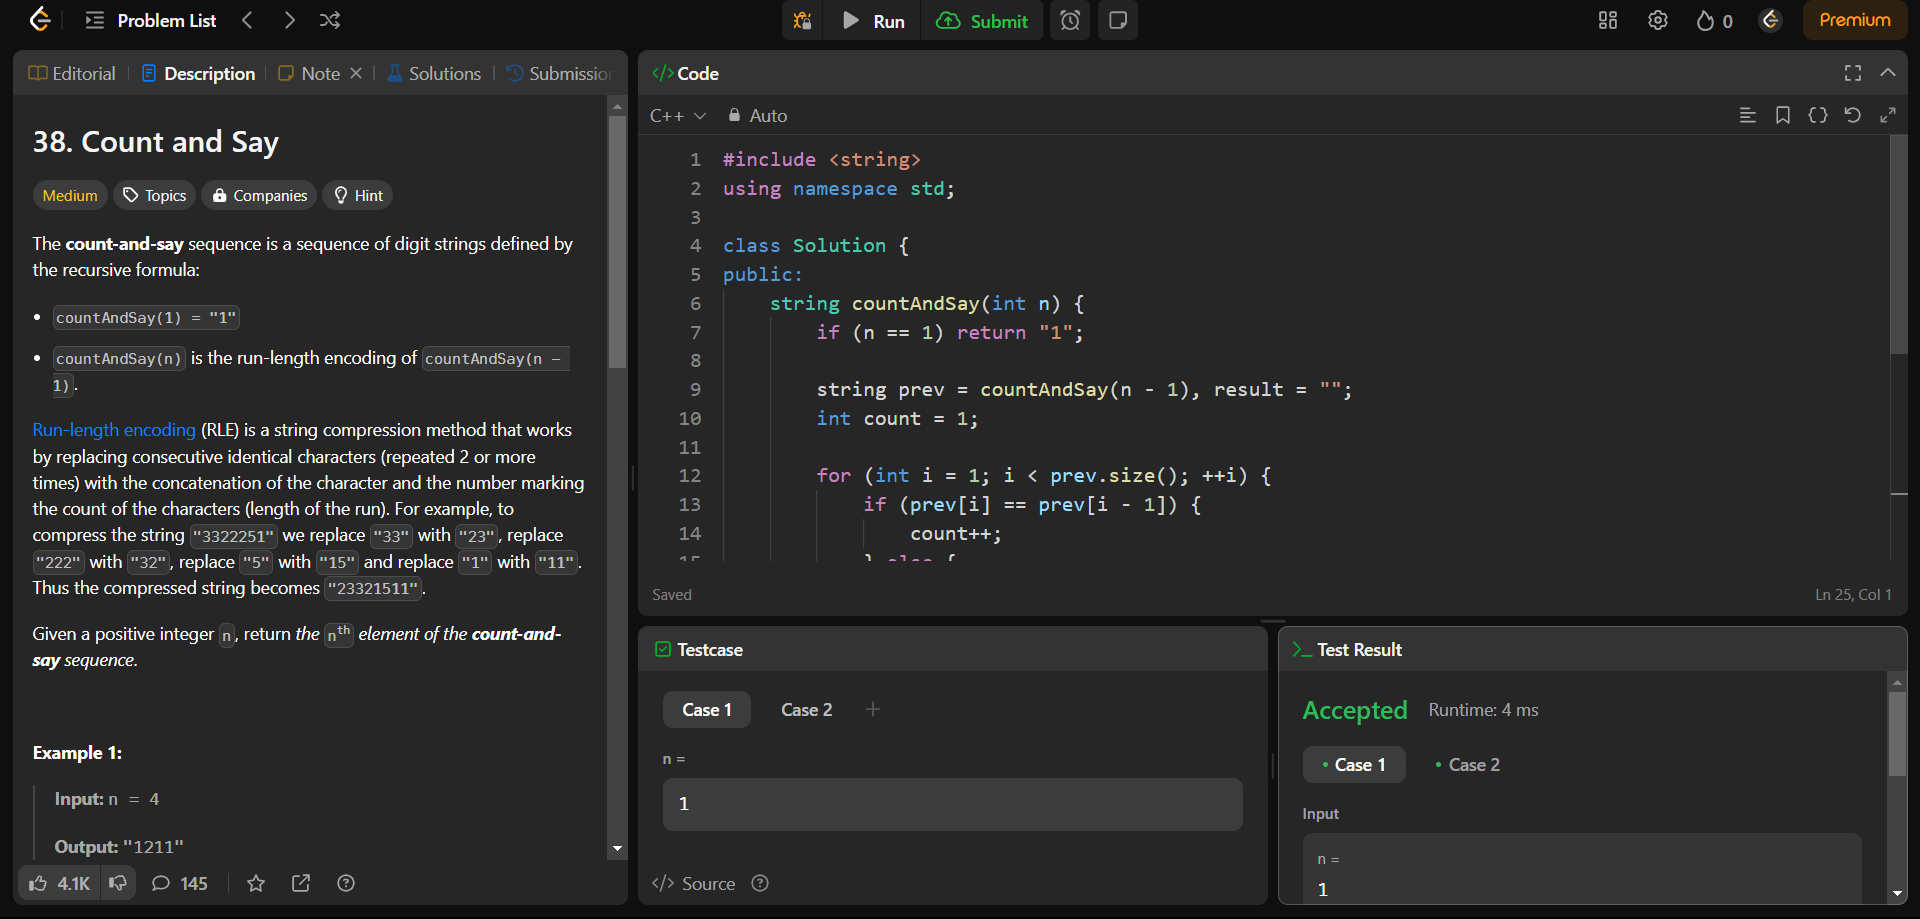 Problem List
Run
Submit
0
Premium
Editorial
Description
Note
Solutions
38. Count and Say
Medium
Topics
Companies
Hint
The count-and-say sequence is a sequence of digit strings defined by
the recursive formula:
• countAndSay(1) = "1"
• countAndSay(n) is the run-length encoding of countAndSay(n -
1).
Run-length encoding (RLE) is a string compression method that works
by replacing consecutive identical characters (repeated 2 or more
times) with the concatenation of the character and the number marking
the count of the characters (length of the run). For example, to
compress the string "3322251" we replace "33" with "23", replace
"222" with "32", replace "5" with "15" and replace "1" with "11".
Thus the compressed string becomes "23321511".
Given a positive integer n, return the nth element of the count-and-
say sequence.
Example 1:
Input: n = 4
Output: "1211"
4.1K
145
Code
C++
Auto
1 #include <string>
2 using namespace std;
3
4 class Solution {
5 public:
6 string countAndSay(int n) {
7 if (n == 1) return "1";
8
9 string prev = countAndSay(n - 1), result = "";
10 int count = 1;
11
12 for (int i = 1; i < prev.size(); ++i) {
13 if (prev[i] == prev[i - 1]) {
14 count++;
15 } else {
Saved
Ln 25, Col 1
Testcase
Case 1
Case 2
n =
1
Source
Test Result
Accepted
Runtime: 4 ms
Case 1
Case 2
Input
n =
1